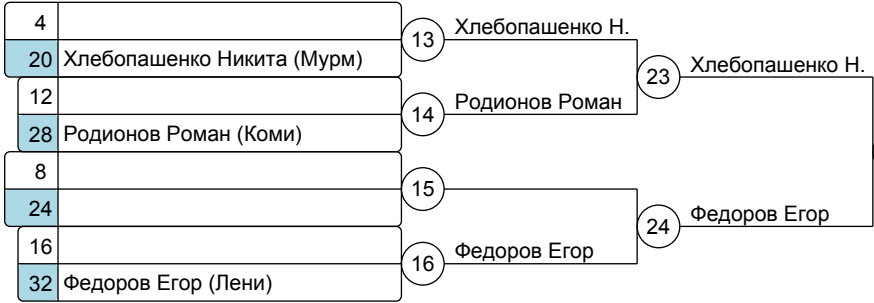 4
13 Хлебопашенко Н.
20 Хлебопашенко Никита (Мурм)
23 Хлебопашенко Н.
12
14 Родионов Роман
28 Родионов Роман (Коми)
8
15
24
24 Федоров Егор
16
16 Федоров Егор
32 Федоров Егор (Лени)